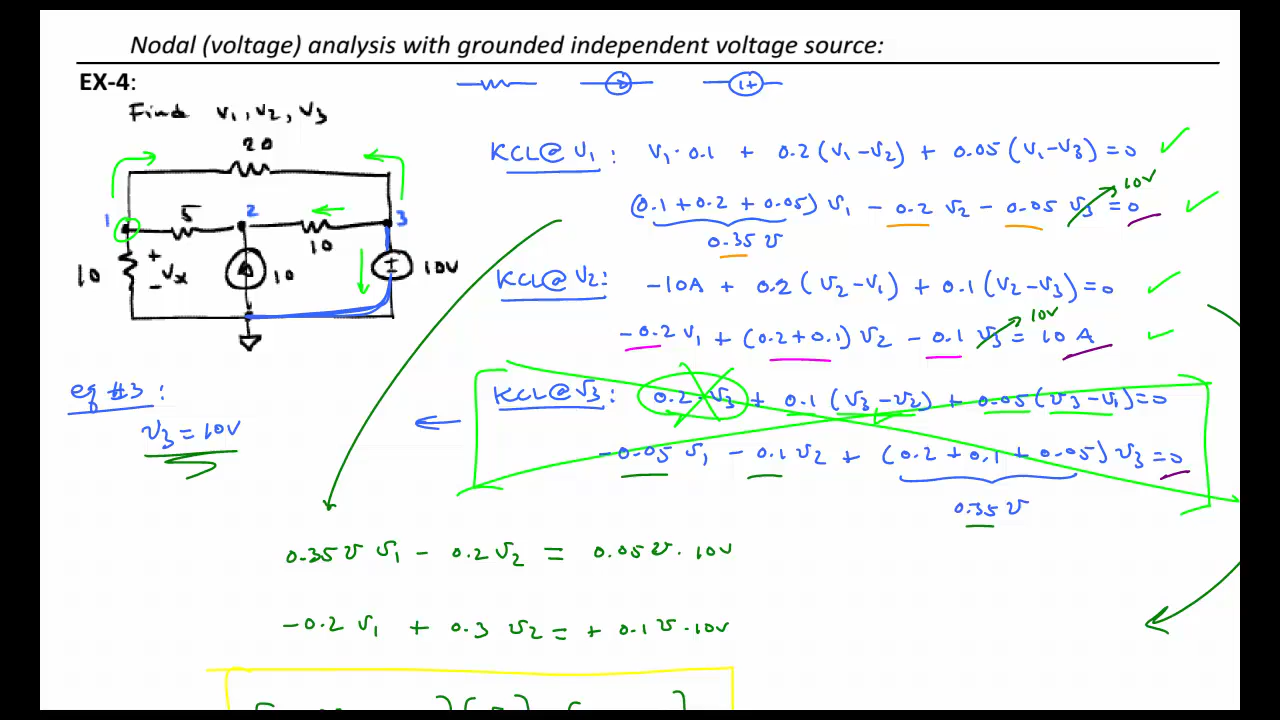 Nodal (voltage) analysis with grounded independent voltage source:
EX-4:
Find v1, v2, v3
20
1
5
2
10
3
10
+
Vx
-
10
10V
eq #3:
v3 = 10V
KCL@ V1: V1·0.1 + 0.2(V1-V2) + 0.05(V1-V3) = 0
(0.1 + 0.2 + 0.05) V1 - 0.2 V2 - 0.05 V3 = 0
10V
0.35 ʊ
KCL@ V2: -10A + 0.2(V2-V1) + 0.1(V2-V3) = 0
10V
-0.2 V1 + (0.2+0.1) V2 - 0.1 V3 = 10 A
KCL@ V3: 0.2·V3 + 0.1(V3-V2) + 0.05(V3-V1) = 0
-0.05 V1 - 0.1 V2 + (0.2+0.1+0.05) V3 = 0
0.35 ʊ
0.35 ʊ V1 - 0.2 V2 = 0.05 ʊ·10V
-0.2 V1 + 0.3 V2 = + 0.1 ʊ·10V